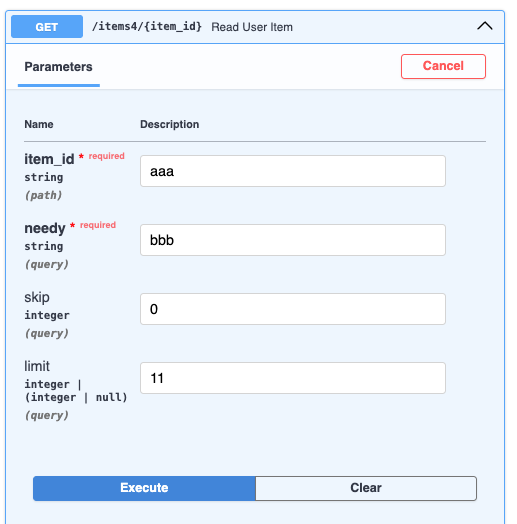 GET /items4/{item_id} Read User Item
Parameters Cancel
Name Description
item_id * required
string
(path)
aaa
needy * required
string
(query)
bbb
skip
integer
(query)
0
limit
integer |
(integer | null)
(query)
11
Execute Clear